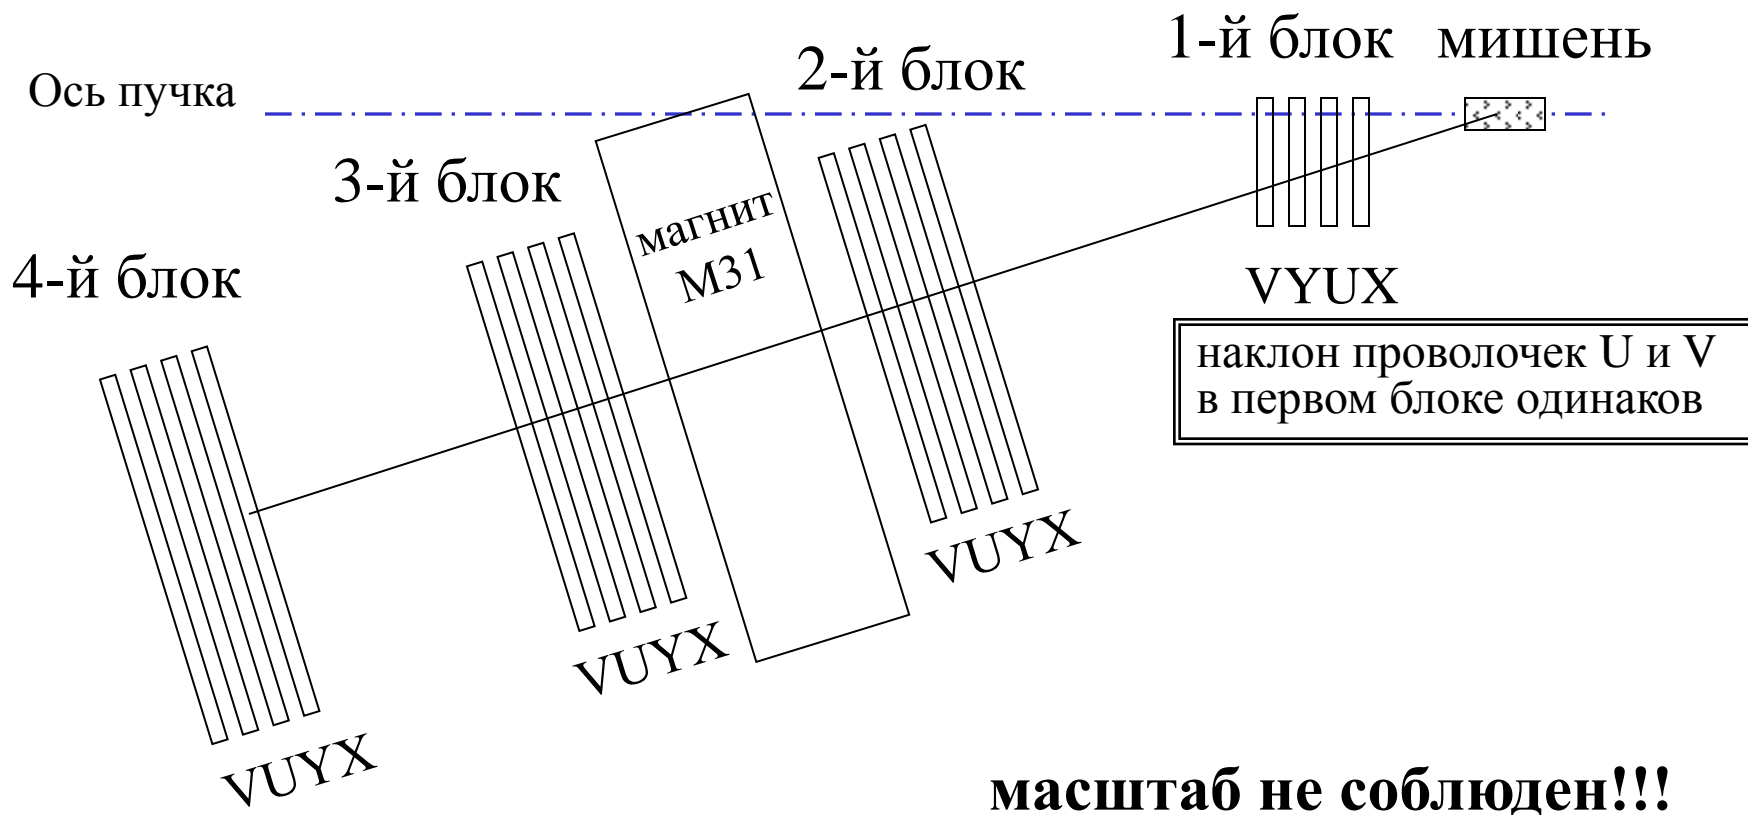 1-й блок
мишень
2-й блок
Ось пучка
3-й блок
магнит
М31
4-й блок
VYUX
наклон проволочек U и V
в первом блоке одинаков
VUYX
VUYX
VUYX
масштаб не соблюден!!!